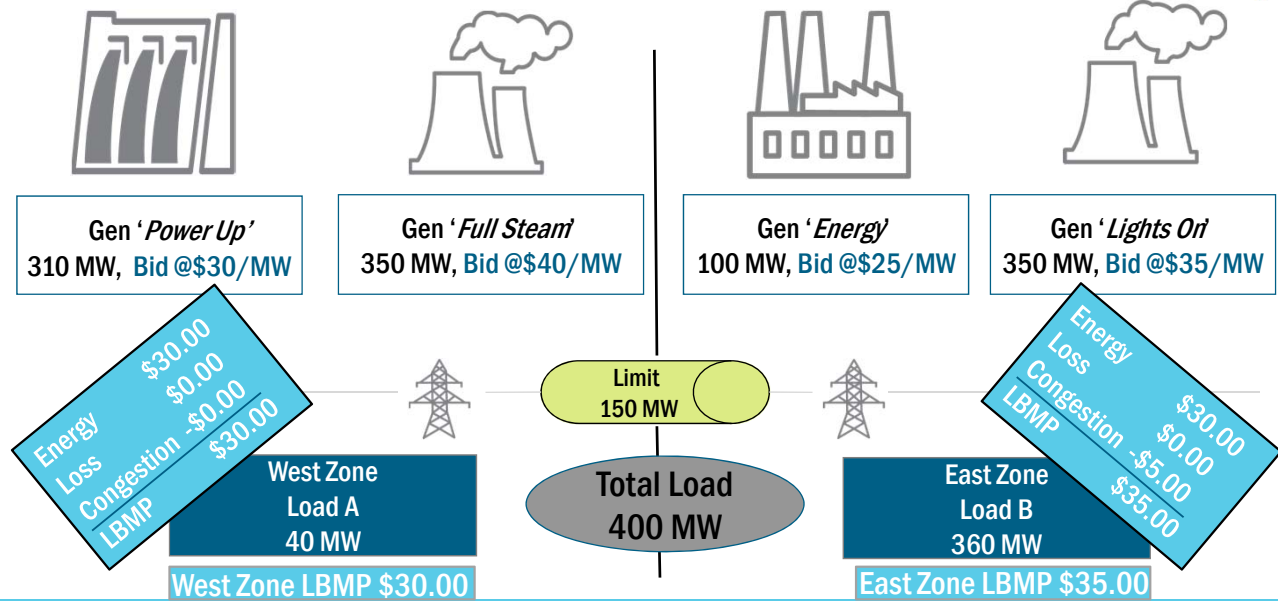 Gen 'Power Up'
310 MW, Bid @$30/MW
Gen 'Full Steam'
350 MW, Bid @$40/MW
Gen 'Energy'
100 MW, Bid @$25/MW
Gen 'Lights On'
350 MW, Bid @$35/MW
Energy $30.00
Loss $0.00
Congestion -$0.00
LBMP $30.00
Limit
150 MW
Energy $30.00
Loss $0.00
Congestion -$5.00
LBMP $35.00
West Zone
Load A
40 MW
Total Load
400 MW
East Zone
Load B
360 MW
West Zone LBMP $30.00
East Zone LBMP $35.00